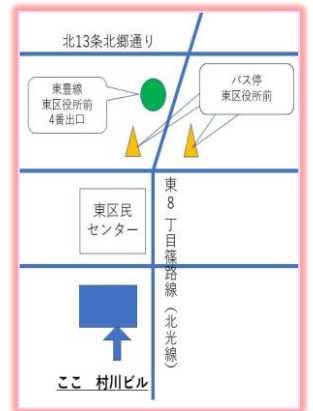 北13条北郷通り
東豊線
東区役所前
4番出口
バス停
東区役所前
東区民
センター
東8丁目篠路線（北光線）
ここ　村川ビル